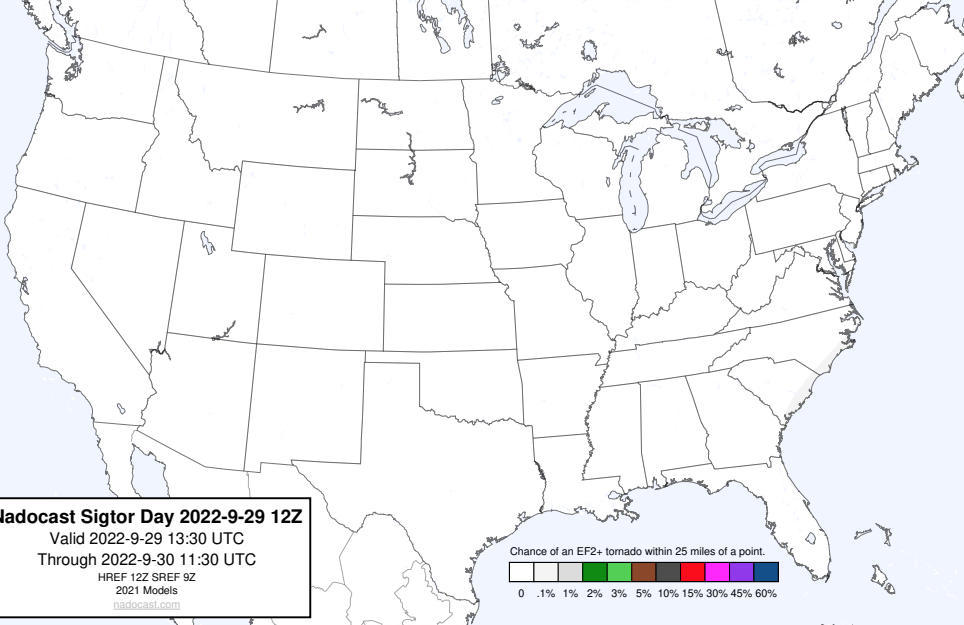 Nadocast Sigtor Day 2022-9-29 12Z
Valid 2022-9-29 13:30 UTC
Through 2022-9-30 11:30 UTC
HREF 12Z SREF 9Z
2021 Models
nadocast.com
Chance of an EF2+ tornado within 25 miles of a point.
0 .1% 1% 2% 3% 5% 10% 15% 30% 45% 60%